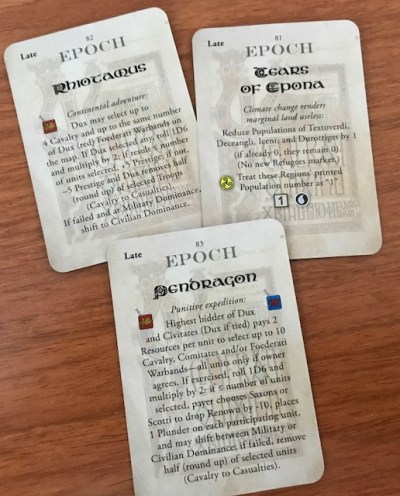 82
Late
EPOCH
Rhiotamus
Continental adventure:
Dux may select up to
4 Cavalry and up to the same number
of Dux (red) Foederati Warbands on
the map. If Dux selected any, roll 1D6
and multiply by 2: if result ≤ number
of units selected, +5 Prestige; if not,
–5 Prestige and Dux removes half
(round up) of selected Troops
(Cavalry to Casualties).
If failed and at Military Dominance,
shift to Civilian Dominance.
81
Late
EPOCH
Tears
of Epona
Climate change renders
marginal land useless:
Reduce Populations of Textoverdi,
Deceangli, Iceni, and Durotriges by 1
(if already 0, they remain 0).
(No new Refugees marker.)
Treat these Regions' printed
Population number as "1".
1
83
Late
EPOCH
Pendragon
Punitive expedition:
Highest bidder of Dux
and Civitates (Dux if tied) pays 2
Resources per unit to select up to 10
Cavalry, Comitates and/or Foederati
Warbands—all units only if owner
agrees. If exercised, roll 1D6 and
multiply by 2: if ≤ number of units
selected, payer chooses Saxons or
Scotti to drop Renown by -10, places
1 Plunder on each participating unit,
and may shift between Military or
Civilian Dominance; if failed, remove
half (round up) of selected units
(Cavalry to Casualties).